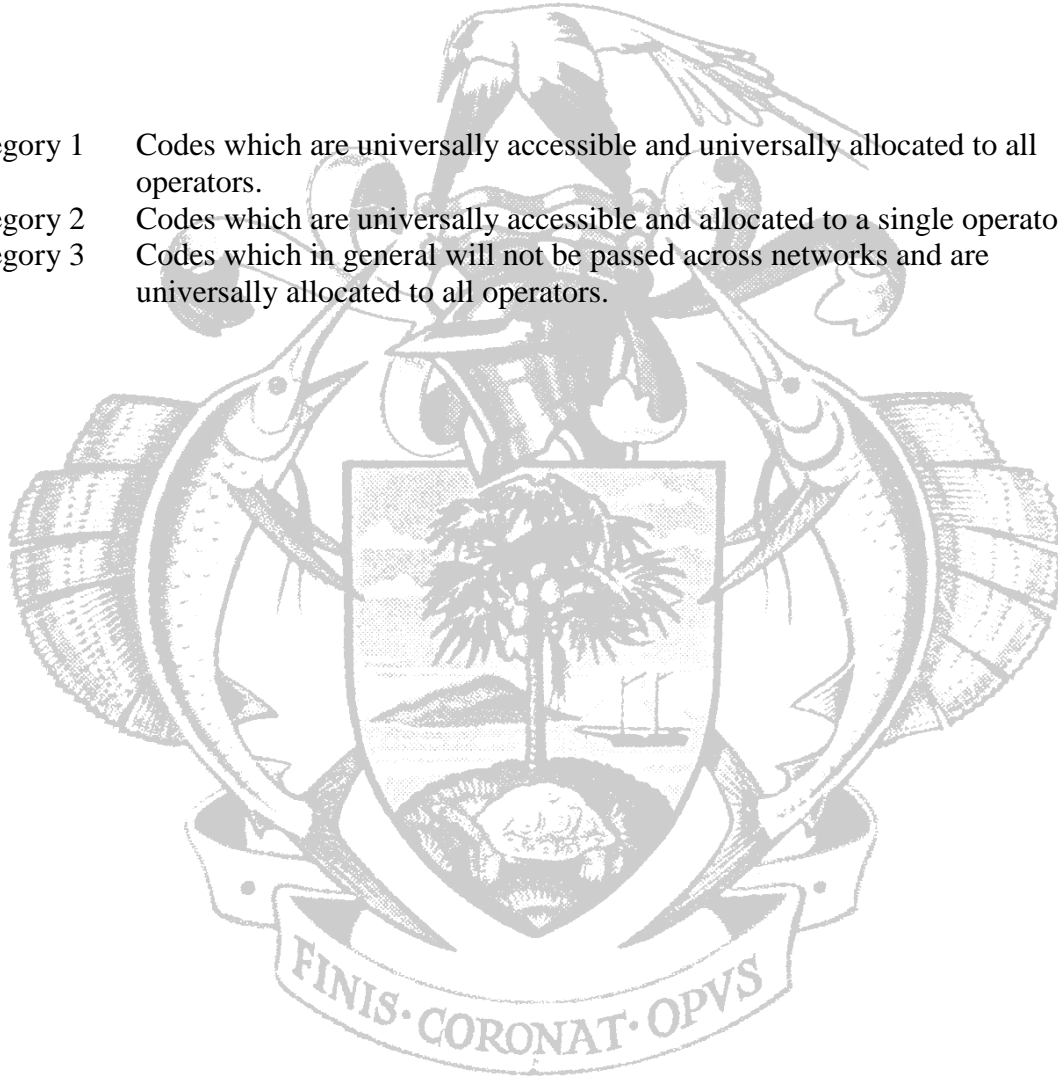 egory 1 Codes which are universally accessible and universally allocated to all
operators.
egory 2 Codes which are universally accessible and allocated to a single operato
egory 3 Codes which in general will not be passed across networks and are
universally allocated to all operators.
FINIS·CORONAT·OPVS